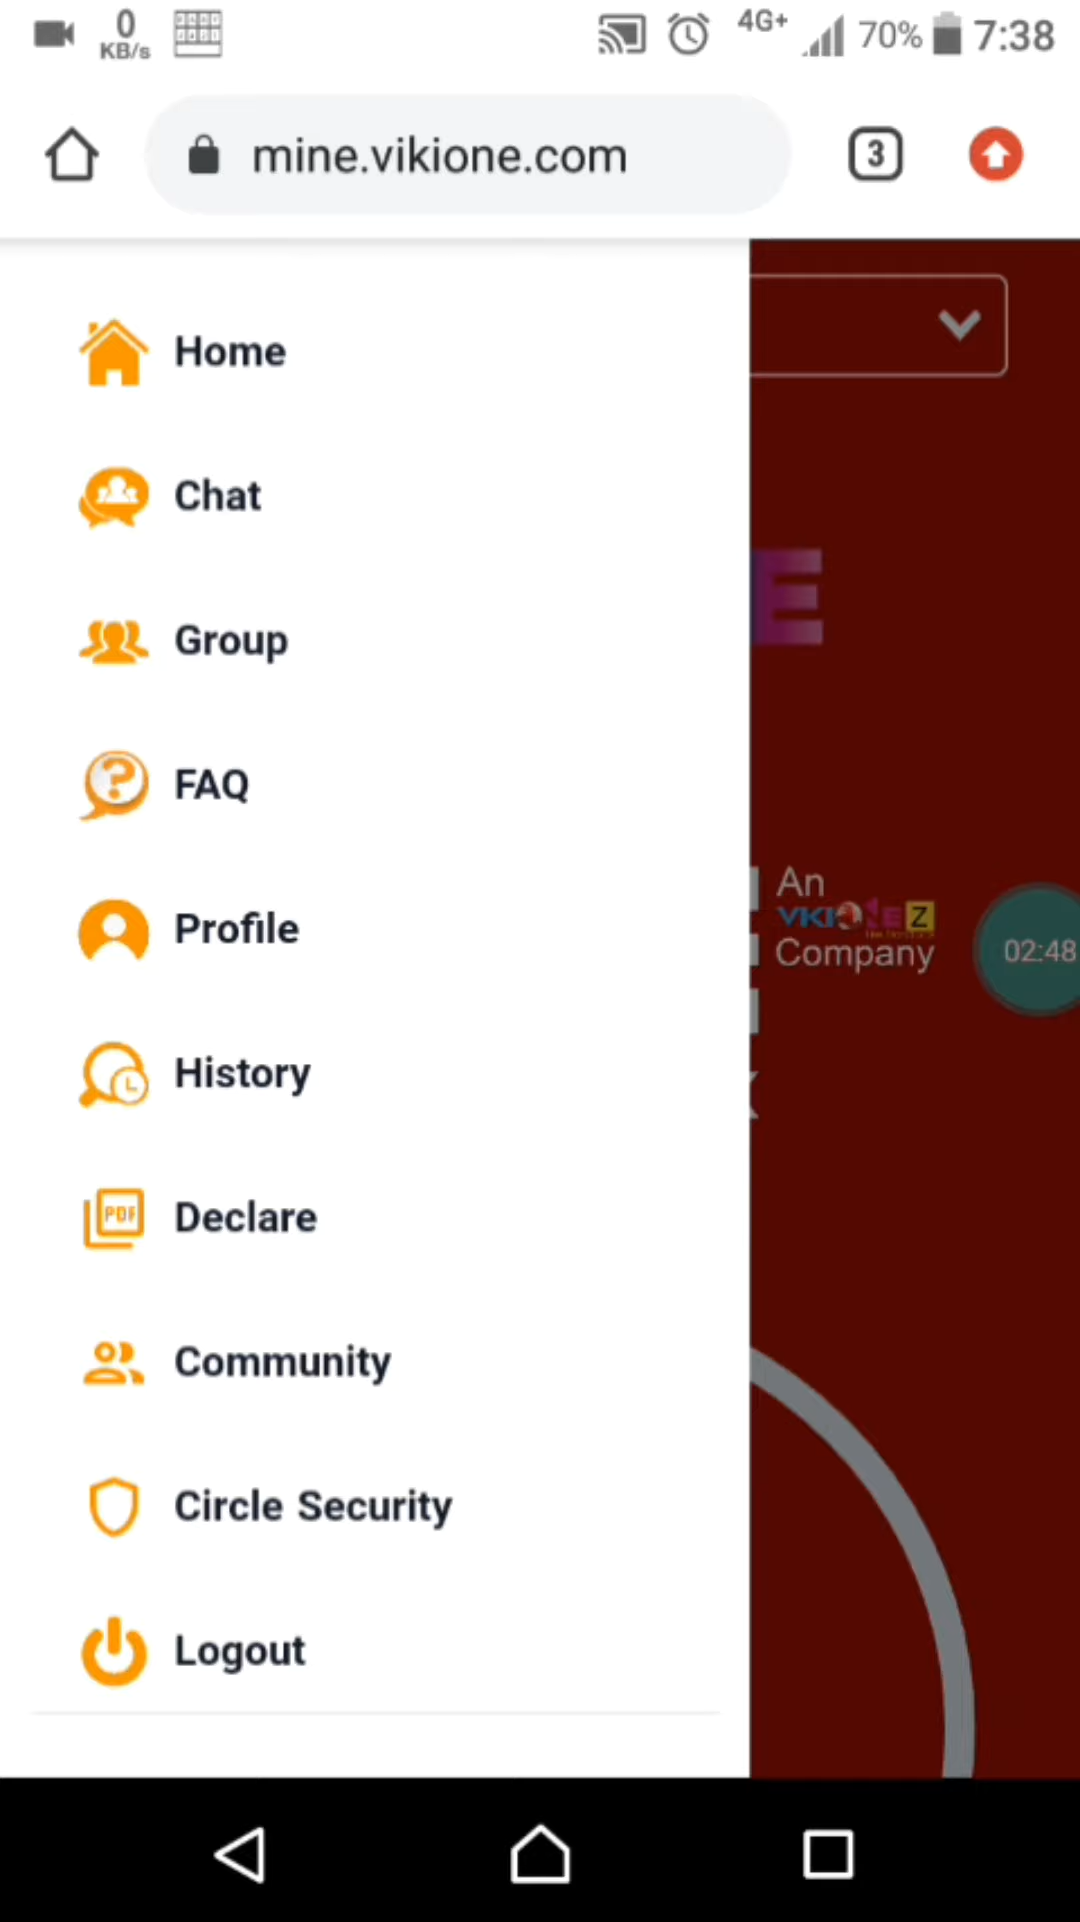 0
KB/s
4G+
70%
7:38
mine.vikione.com
3
Home
Chat
Group
FAQ
Profile
History
PDF
Declare
Community
Circle Security
Logout
E
An
VKIONE Z
Company
02:48